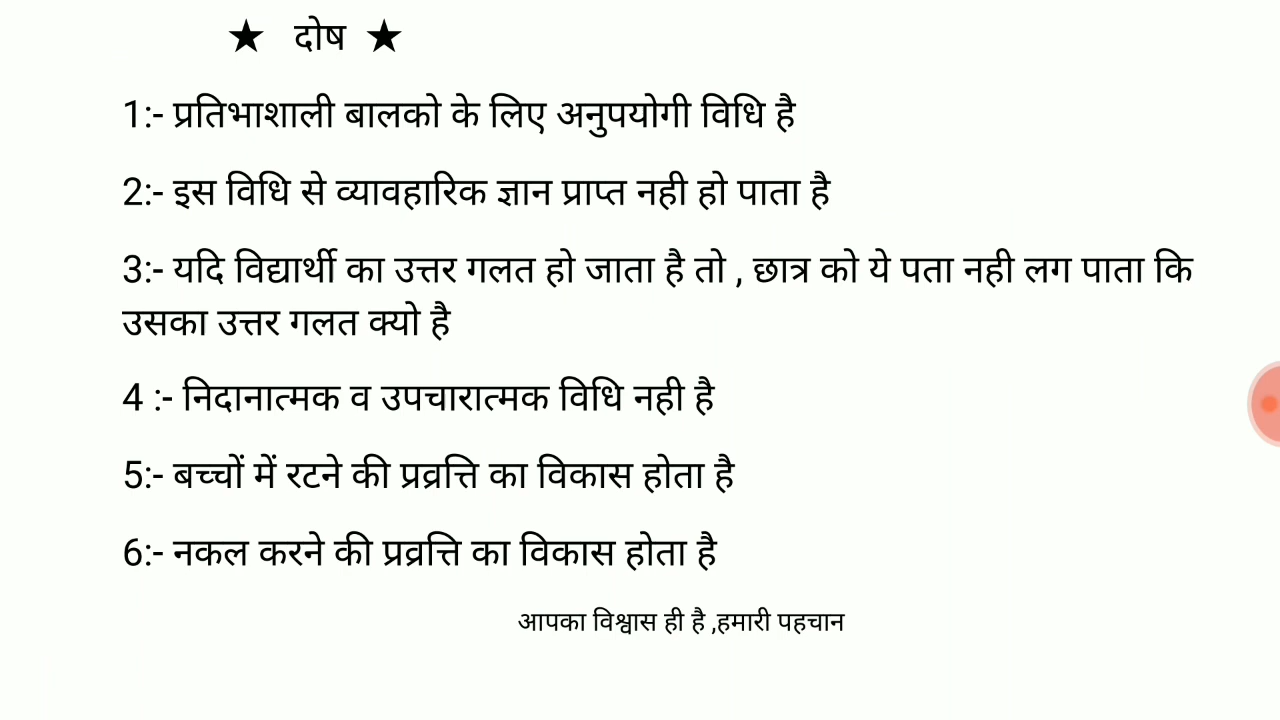 ★ दोष ★
1:- प्रतिभाशाली बालको के लिए अनुपयोगी विधि है
2:- इस विधि से व्यावहारिक ज्ञान प्राप्त नही हो पाता है
3:- यदि विद्यार्थी का उत्तर गलत हो जाता है तो , छात्र को ये पता नही लग पाता कि
उसका उत्तर गलत क्यो है
4 :- निदानात्मक व उपचारात्मक विधि नही है
5:- बच्चों में रटने की प्रव्रत्ति का विकास होता है
6:- नकल करने की प्रव्रत्ति का विकास होता है
आपका विश्वास ही है ,हमारी पहचान